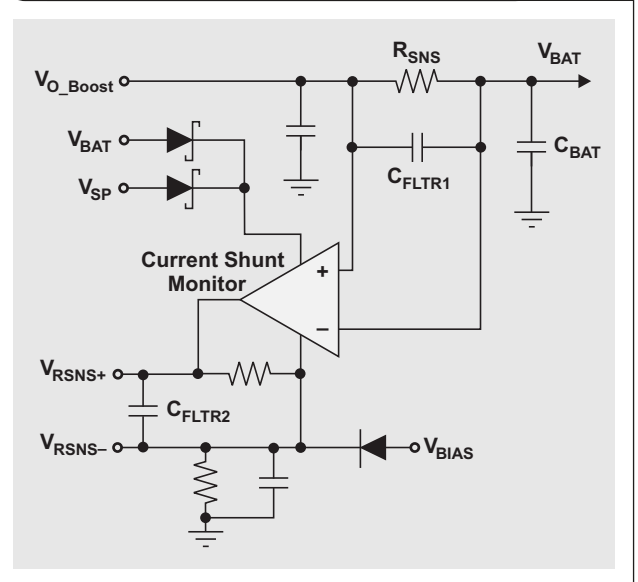 R_SNS
V_BAT
V_O_Boost
V_BAT
C_BAT
C_FLTR1
V_SP
Current Shunt
Monitor
+
–
V_RSNS+
C_FLTR2
V_RSNS–
V_BIAS